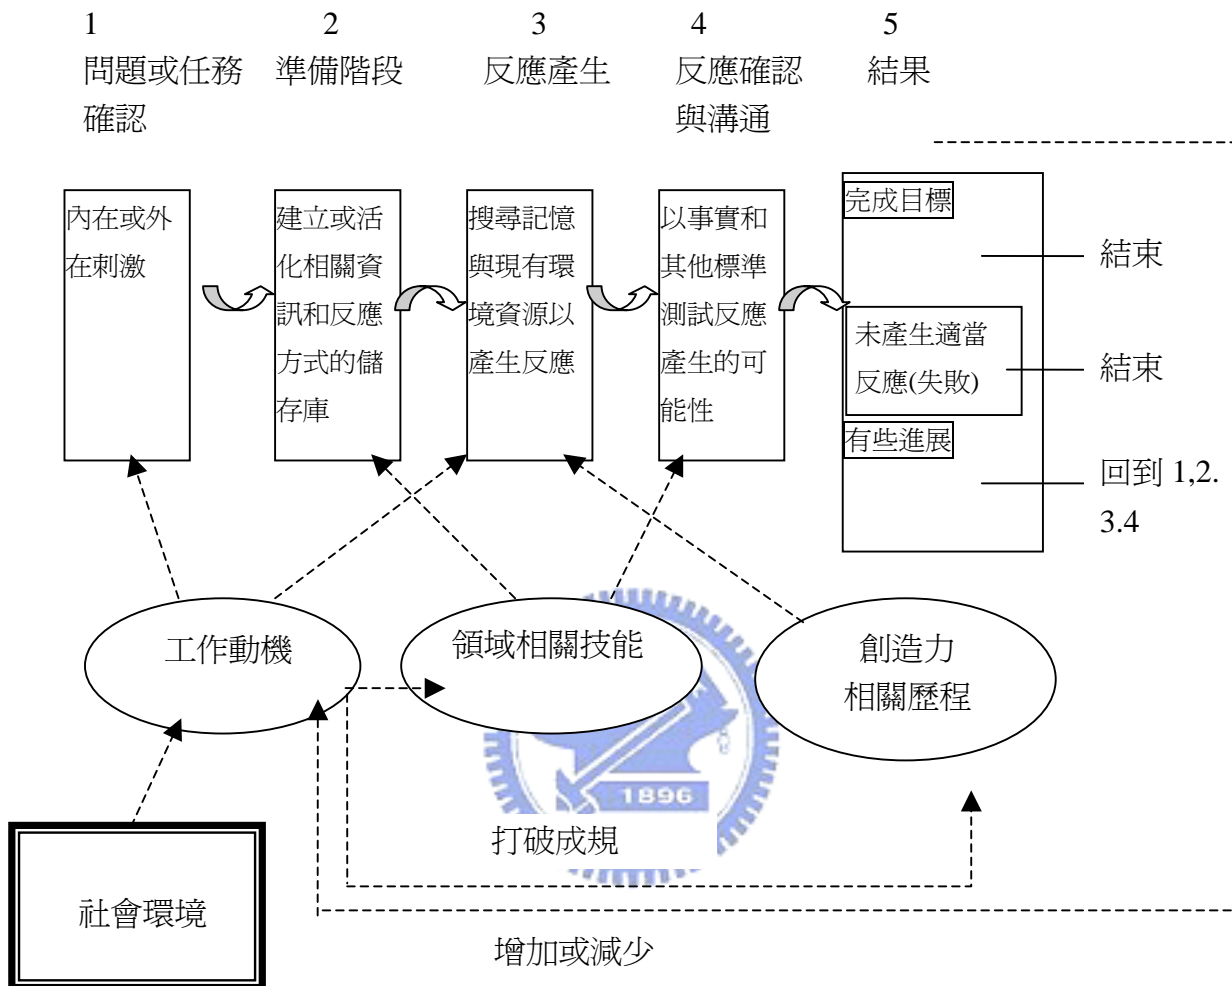 1
2
3
4
5
問題或任務
確認
準備階段
反應產生
反應確認
與溝通
結果
內在或外
在刺激
建立或活
化相關資
訊和反應
方式的儲
存庫
搜尋記憶
與現有環
境資源以
產生反應
以事實和
其他標準
測試反應
產生的可
能性
完成目標
結束
未產生適當
反應(失敗)
結束
有些進展
回到 1,2.
3.4
工作動機
領域相關技能
創造力
相關歷程
1896
打破成規
社會環境
增加或減少